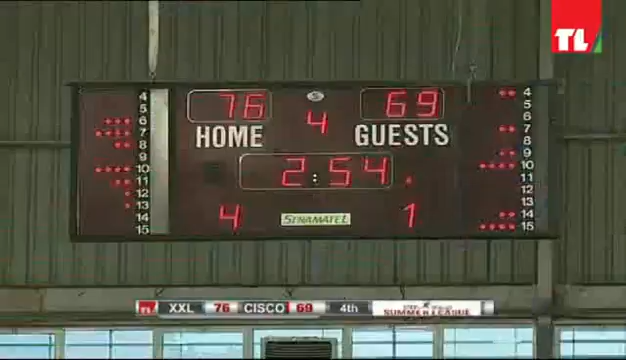 TL
76 4 69
HOME GUESTS
2:54
4 SYNAMATEL 1
4 4
5 5
6 6
7 7
8 8
9 9
10 10
11 11
12 12
13 13
14 14
15 15
TL XXL 76 CISCO 69 4th SUMMER LEAGUE